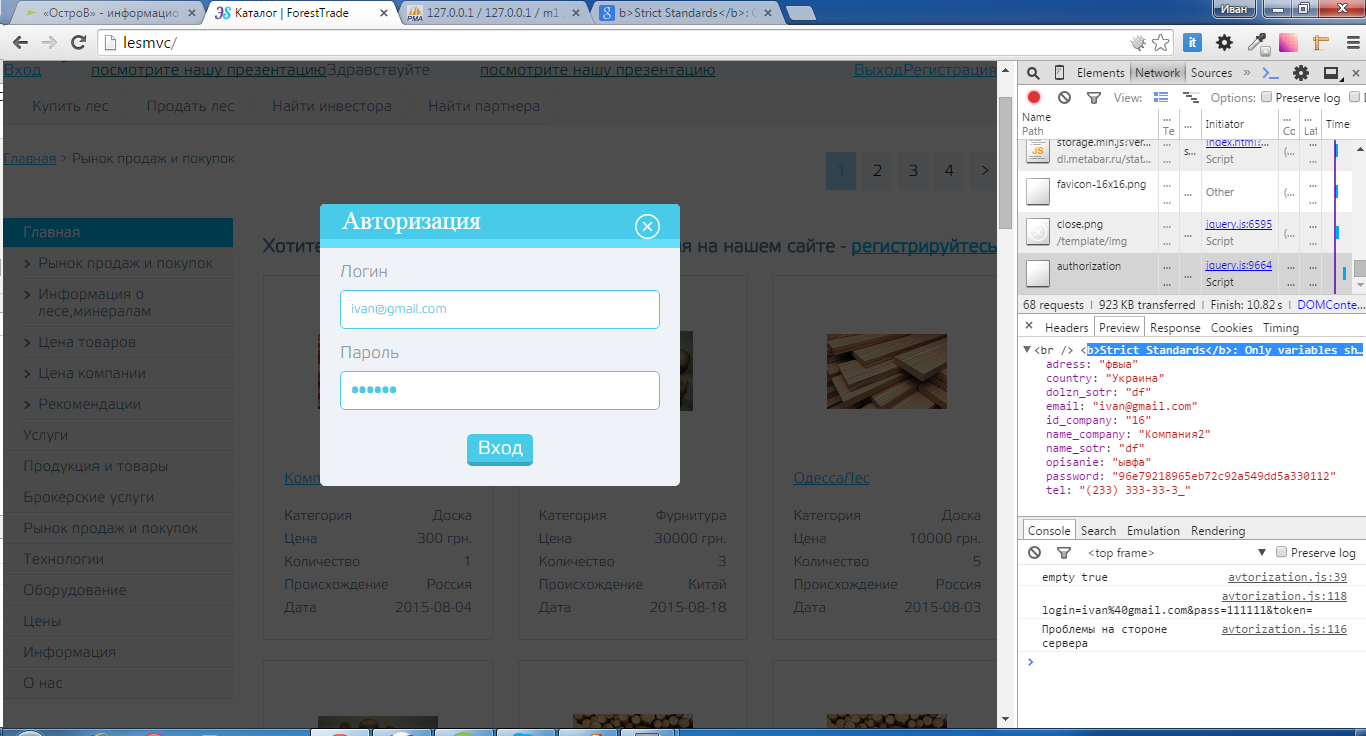 «ОстроВ» - информацио
Каталог | ForestTrade
127.0.0.1 / 127.0.0.1 / m1
b>Strict Standards</b>: O
Иван
lesmvc/
Вход
посмотрите нашу презентациюЗдравствуйте
посмотрите нашу презентацию
ВыходРегистрация
Купить лес
Продать лес
Найти инвестора
Найти партнера
Главная > Рынок продаж и покупок
1 2 3 4 >
Главная
> Рынок продаж и покупок
> Информация о
лесе,минералам
> Цена товаров
> Цена компании
> Рекомендации
Услуги
Продукция и товары
Брокерские услуги
Рынок продаж и покупок
Технологии
Оборудование
Цены
Информация
О нас
Хотите
на нашем сайте - регистрируйтесь
Авторизация
Логин
ivan@gmail.com
Пароль
••••••
Вход
Комп
Категория Доска
Цена 300 грн.
Количество 1
Происхождение Россия
Дата 2015-08-04
Категория Фурнитура
Цена 30000 грн.
Количество 3
Происхождение Китай
Дата 2015-08-18
ОдессаЛес
Категория Доска
Цена 10000 грн.
Количество 5
Происхождение Россия
Дата 2015-08-03
Elements Network Sources »
View: Options: Preserve log
Name
Path
... Te
...
Initiator
... Co
... Lat
Timel
storage.min.js?ver...
dl.metabar.ru/stat...
s...
index.html?...
Script
(...
favicon-16x16.png
Other
(...
close.png
/template/img
jquery.js:6595
Script
(...
authorization
jquery.js:9664
Script
68 requests | 923 KB transferred | Finish: 10.82 s | DOMConte...
× Headers Preview Response Cookies Timing
<br /> <b>Strict Standards</b>: Only variables sh…
adress: "фвыа"
country: "Украина"
dolzn_sotr: "df"
email: "ivan@gmail.com"
id_company: "16"
name_company: "Компания2"
name_sotr: "df"
opisanie: "ывфа"
password: "96e79218965eb72c92a549dd5a330112"
tel: "(233) 333-33-3_"
Console Search Emulation Rendering
<top frame> ▼ Preserve log
empty true avtorization.js:39
avtorization.js:118
login=ivan%40gmail.com&pass=111111&token=
Проблемы на стороне avtorization.js:116
сервера
>